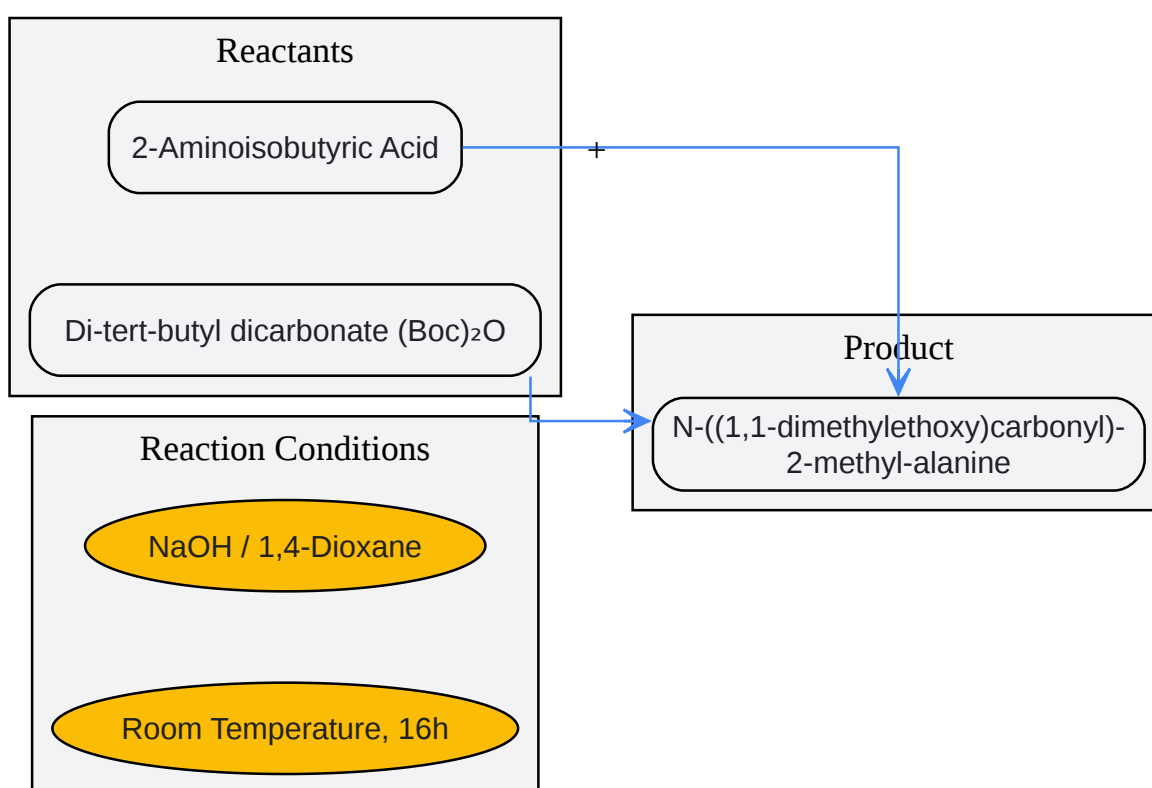 Reactants
2-Aminoisobutyric Acid
+
Di-tert-butyl dicarbonate (Boc)₂O
Product
N-((1,1-dimethylethoxy)carbonyl)-
2-methyl-alanine
Reaction Conditions
NaOH / 1,4-Dioxane
Room Temperature, 16h